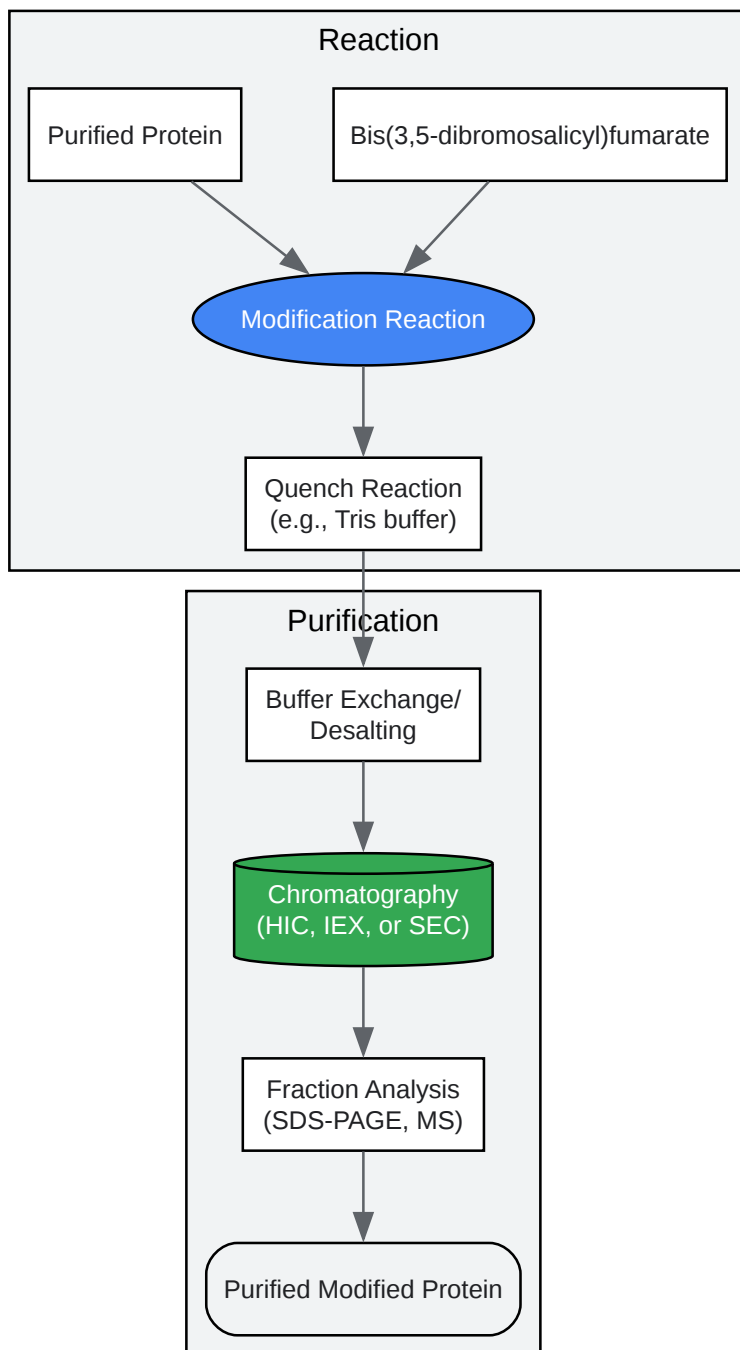 Reaction
Purified Protein
Bis(3,5-dibromosalicyl)fumarate
Modification Reaction
Quench Reaction
(e.g., Tris buffer)
Purification
Buffer Exchange/
Desalting
Chromatography
(HIC, IEX, or SEC)
Fraction Analysis
(SDS-PAGE, MS)
Purified Modified Protein